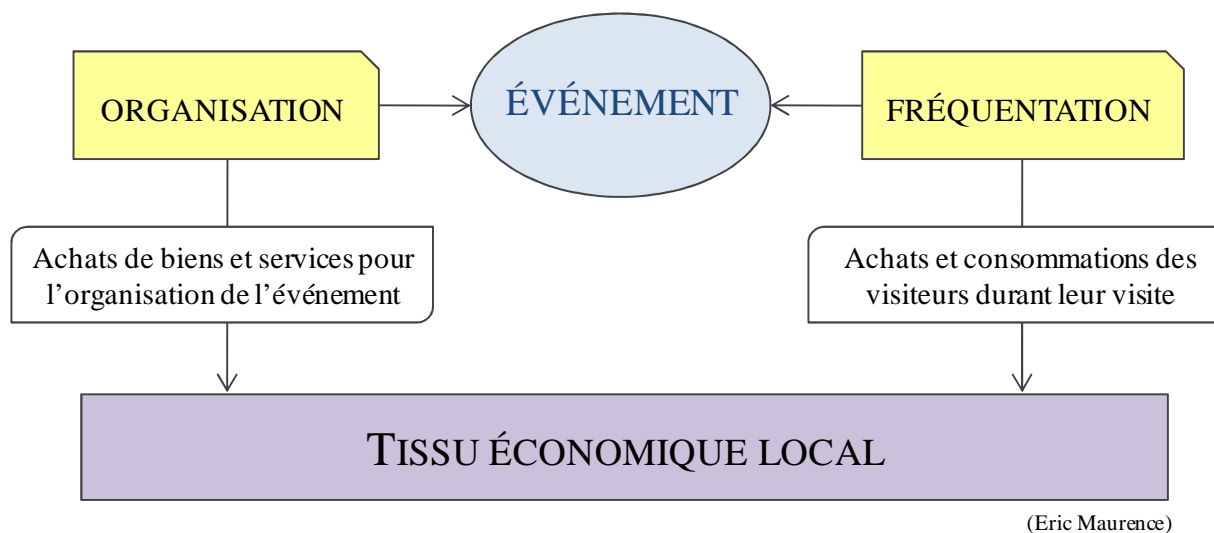 ORGANISATION
ÉVÉNEMENT
FRÉQUENTATION
Achats de biens et services pour
l’organisation de l’événement
Achats et consommations des
visiteurs durant leur visite
TISSU ÉCONOMIQUE LOCAL
(Eric Maurence)